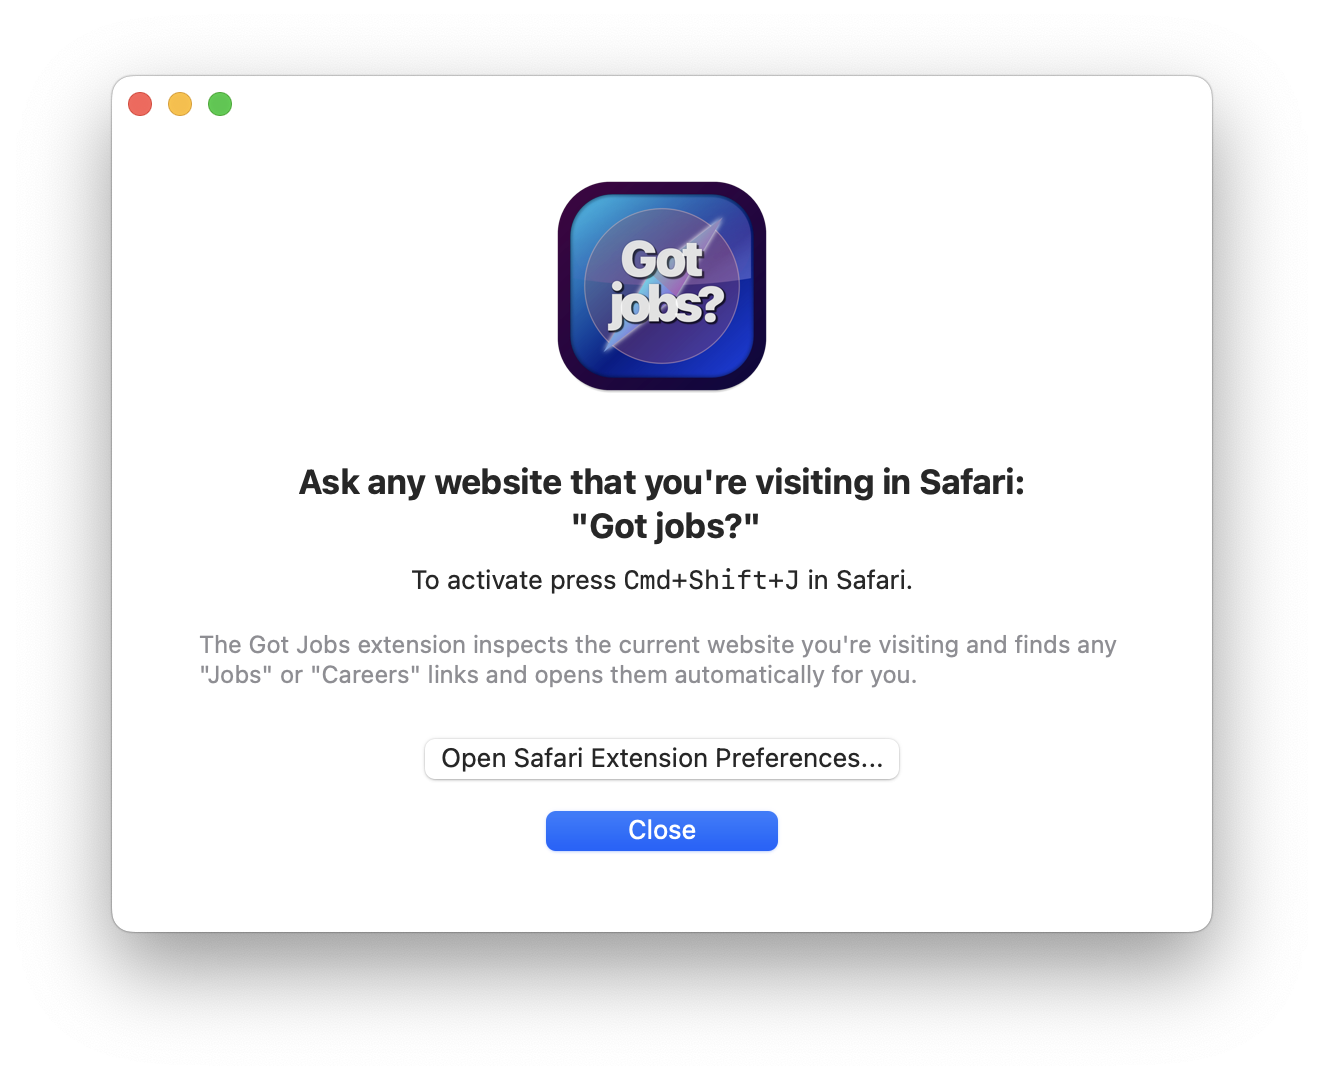 Got
jobs?
Ask any website that you're visiting in Safari:
"Got jobs?"
To activate press Cmd+Shift+J in Safari.
The Got Jobs extension inspects the current website you're visiting and finds any
"Jobs" or "Careers" links and opens them automatically for you.
Open Safari Extension Preferences...
Close